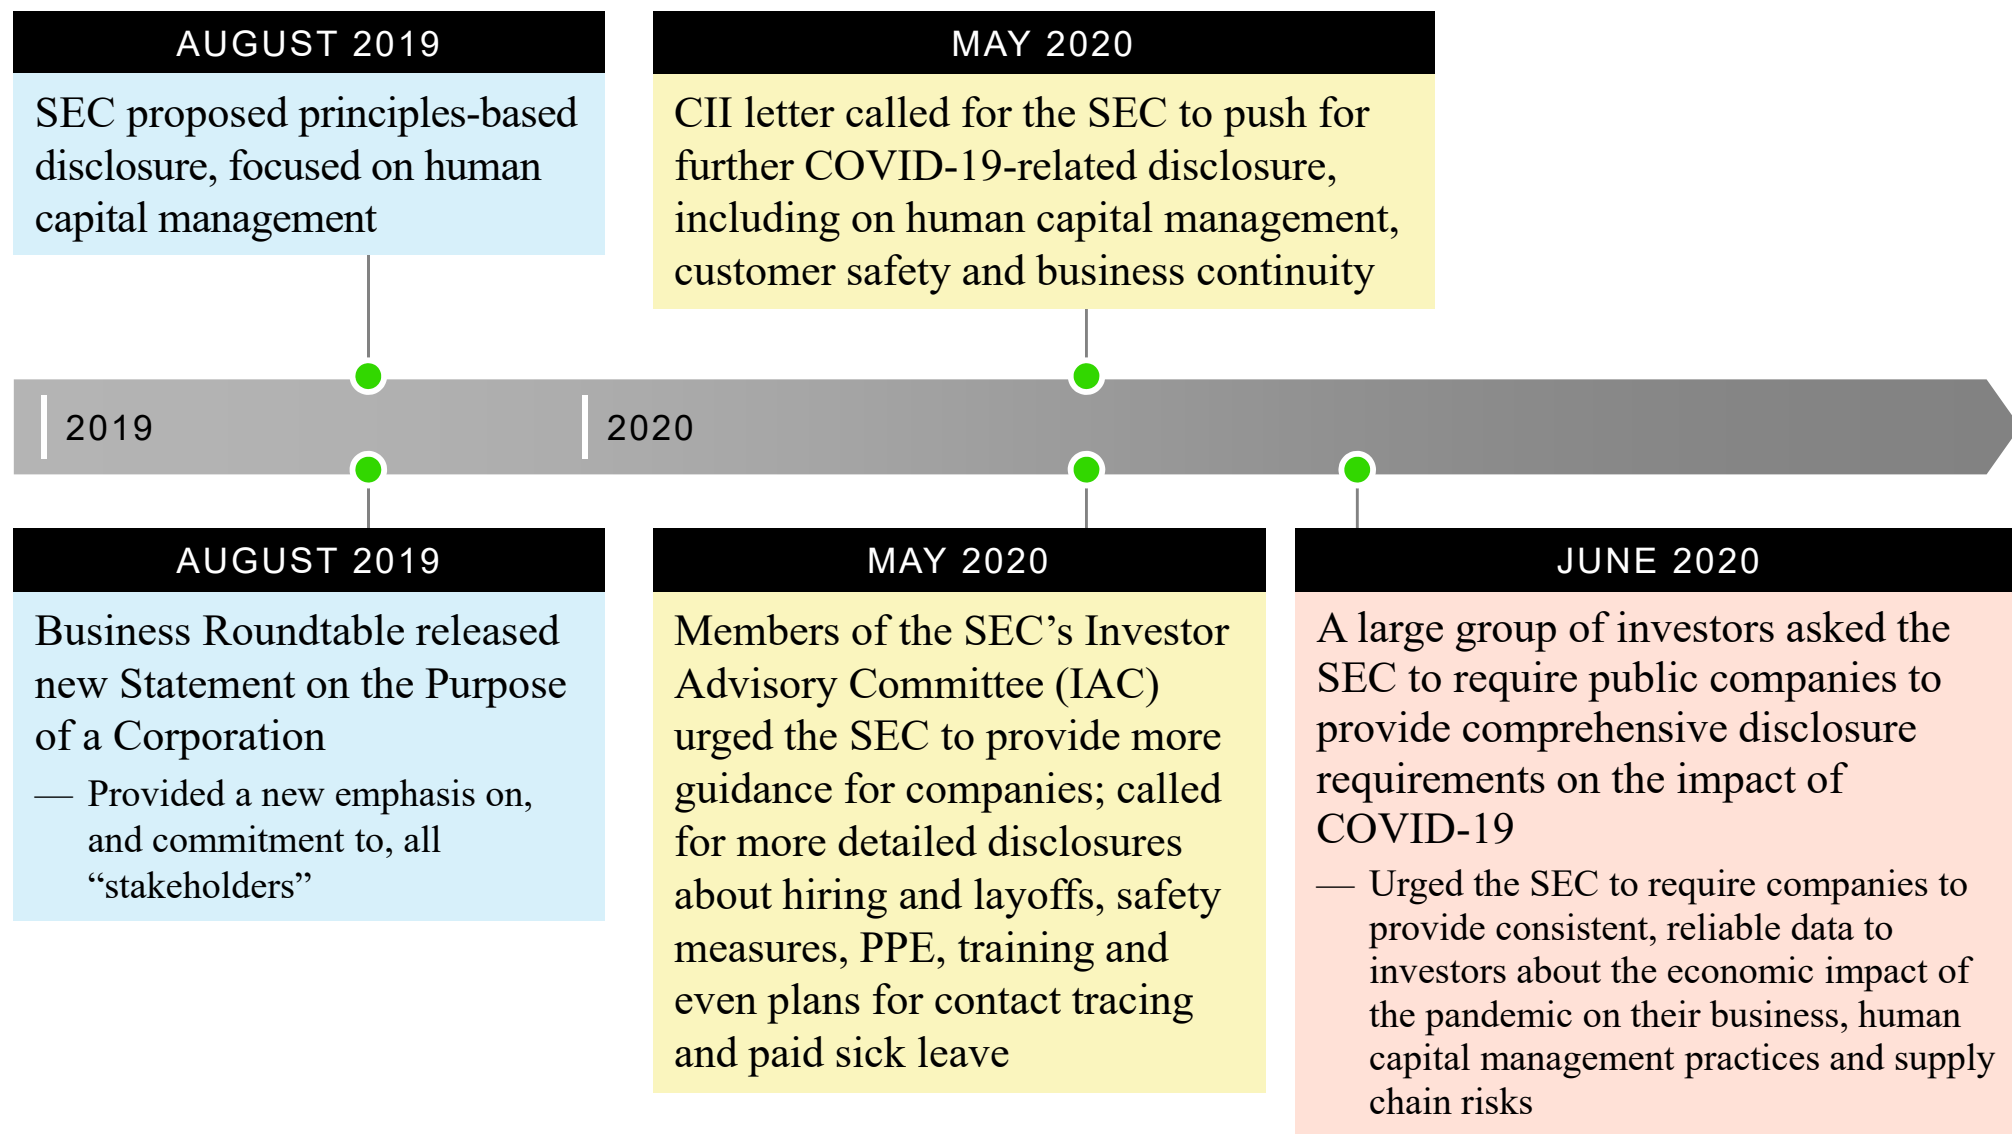 AUGUST 2019
SEC proposed principles-based
disclosure, focused on human
capital management
MAY 2020
CII letter called for the SEC to push for
further COVID-19-related disclosure,
including on human capital management,
customer safety and business continuity
2019
2020
AUGUST 2019
Business Roundtable released
new Statement on the Purpose
of a Corporation
— Provided a new emphasis on,
and commitment to, all
“stakeholders”
MAY 2020
Members of the SEC’s Investor
Advisory Committee (IAC)
urged the SEC to provide more
guidance for companies; called
for more detailed disclosures
about hiring and layoffs, safety
measures, PPE, training and
even plans for contact tracing
and paid sick leave
JUNE 2020
A large group of investors asked the
SEC to require public companies to
provide comprehensive disclosure
requirements on the impact of
COVID-19
— Urged the SEC to require companies to
provide consistent, reliable data to
investors about the economic impact of
the pandemic on their business, human
capital management practices and supply
chain risks